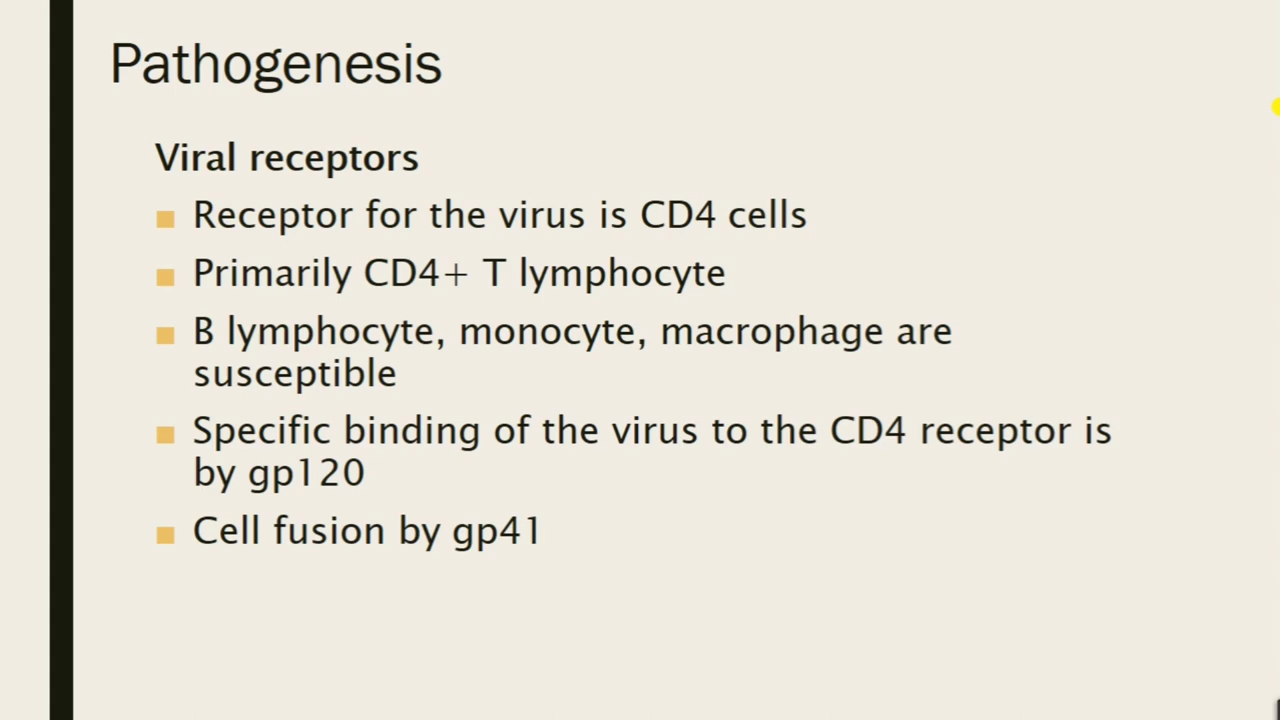 Pathogenesis
Viral receptors
Receptor for the virus is CD4 cells
Primarily CD4+ T lymphocyte
B lymphocyte, monocyte, macrophage are
susceptible
Specific binding of the virus to the CD4 receptor is
by gp120
Cell fusion by gp41